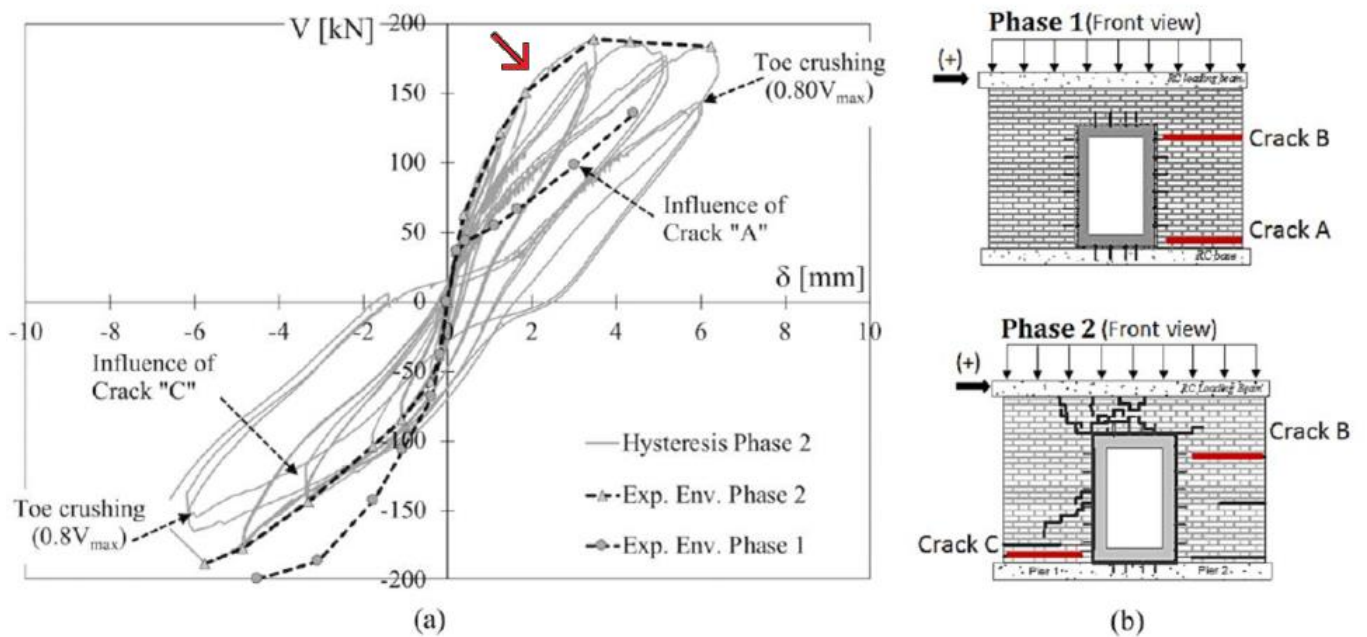 V [kN]
200
150
100
50
0
-50
-100
-150
-200
-10
-8
-6
-4
-2
0
2
4
6
8
10
δ [mm]
Toe crushing
(0.80Vmax)
Influence of
Crack "A"
Influence of
Crack "C"
Toe crushing
(0.8Vmax)
Hysteresis Phase 2
Exp. Env. Phase 2
Exp. Env. Phase 1
(a)
Phase 1 (Front view)
(+)
RC loading beam
Crack B
Crack A
RC base
Phase 2 (Front view)
(+)
RC Loading Beam
Crack B
Crack C
Pier 1
Pier 2
(b)